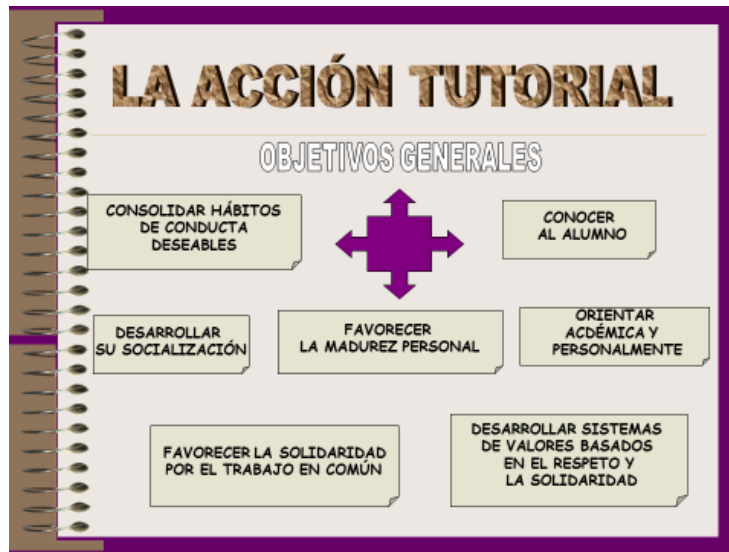 LA ACCIÓN TUTORIAL
OBJETIVOS GENERALES
CONSOLIDAR HÁBITOS
DE CONDUCTA
DESEABLES
CONOCER
AL ALUMNO
DESARROLLAR
SU SOCIALIZACIÓN
FAVORECER
LA MADUREZ PERSONAL
ORIENTAR
ACDÉMICA Y
PERSONALMENTE
FAVORECER LA SOLIDARIDAD
POR EL TRABAJO EN COMÚN
DESARROLLAR SISTEMAS
DE VALORES BASADOS
EN EL RESPETO Y
LA SOLIDARIDAD